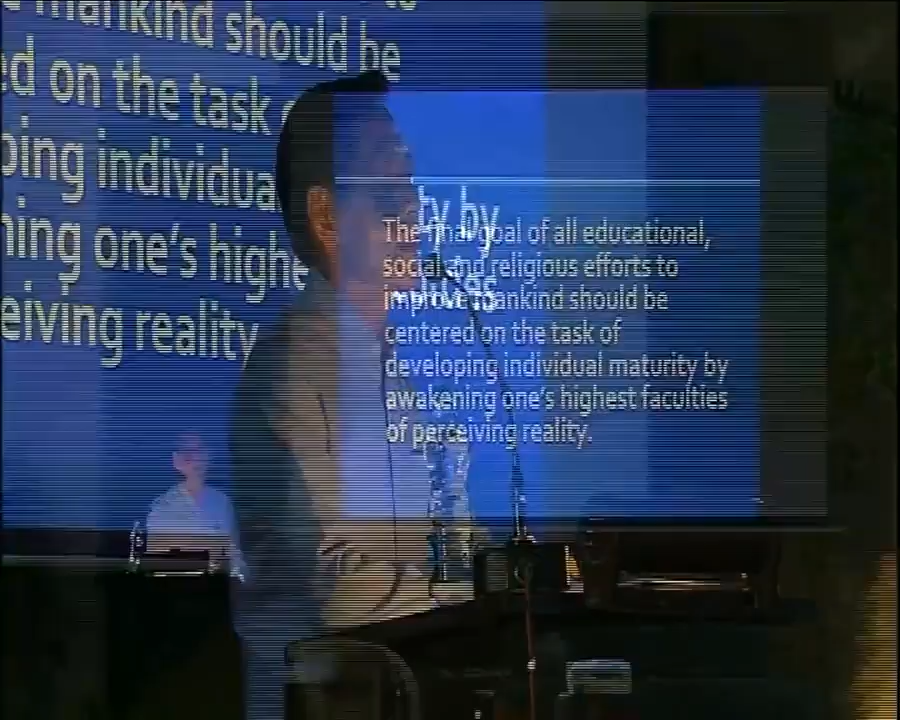 mankind should be
ed on the task
ping individua
ning one's highe
eiving reality
ty by
The final goal of all educational,
social and religious efforts to
improve mankind should be
centered on the task of
developing individual maturity by
awakening one's highest faculties
of perceiving reality.